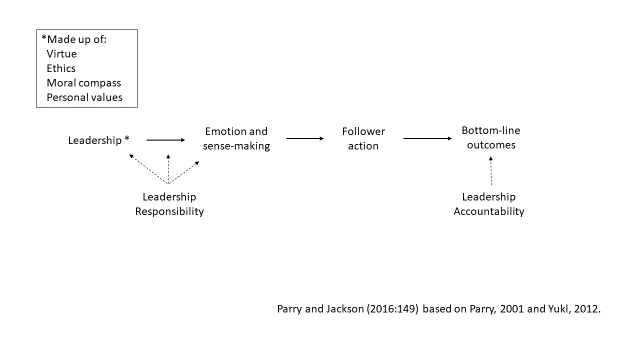 *Made up of:
Virtue
Ethics
Moral compass
Personal values
Leadership *
Emotion and
sense-making
Follower
action
Bottom-line
outcomes
Leadership
Responsibility
Leadership
Accountability
Parry and Jackson (2016:149) based on Parry, 2001 and Yukl, 2012.